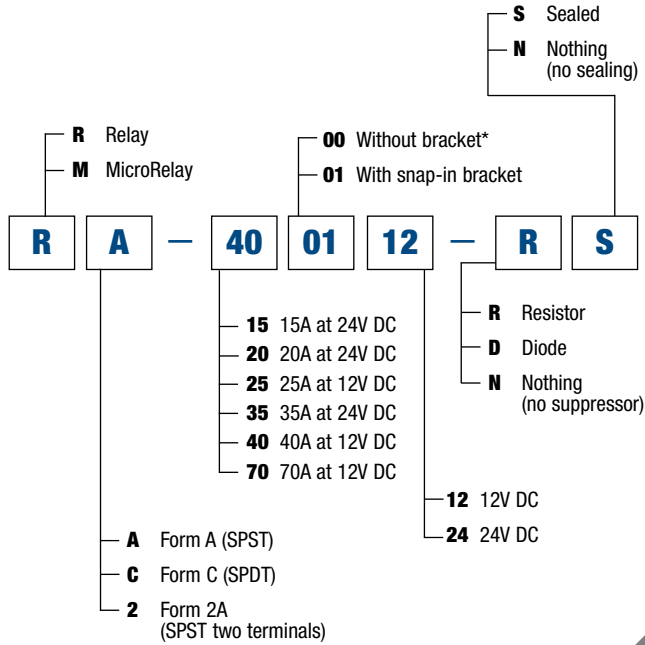 S Sealed
N Nothing
(no sealing)
R Relay
M MicroRelay
00 Without bracket*
01 With snap-in bracket
R A – 40 01 12 – R S
15 15A at 24V DC
20 20A at 24V DC
25 25A at 12V DC
35 35A at 24V DC
40 40A at 12V DC
70 70A at 12V DC
R Resistor
D Diode
N Nothing
(no suppressor)
12 12V DC
24 24V DC
A Form A (SPST)
C Form C (SPDT)
2 Form 2A
(SPST two terminals)